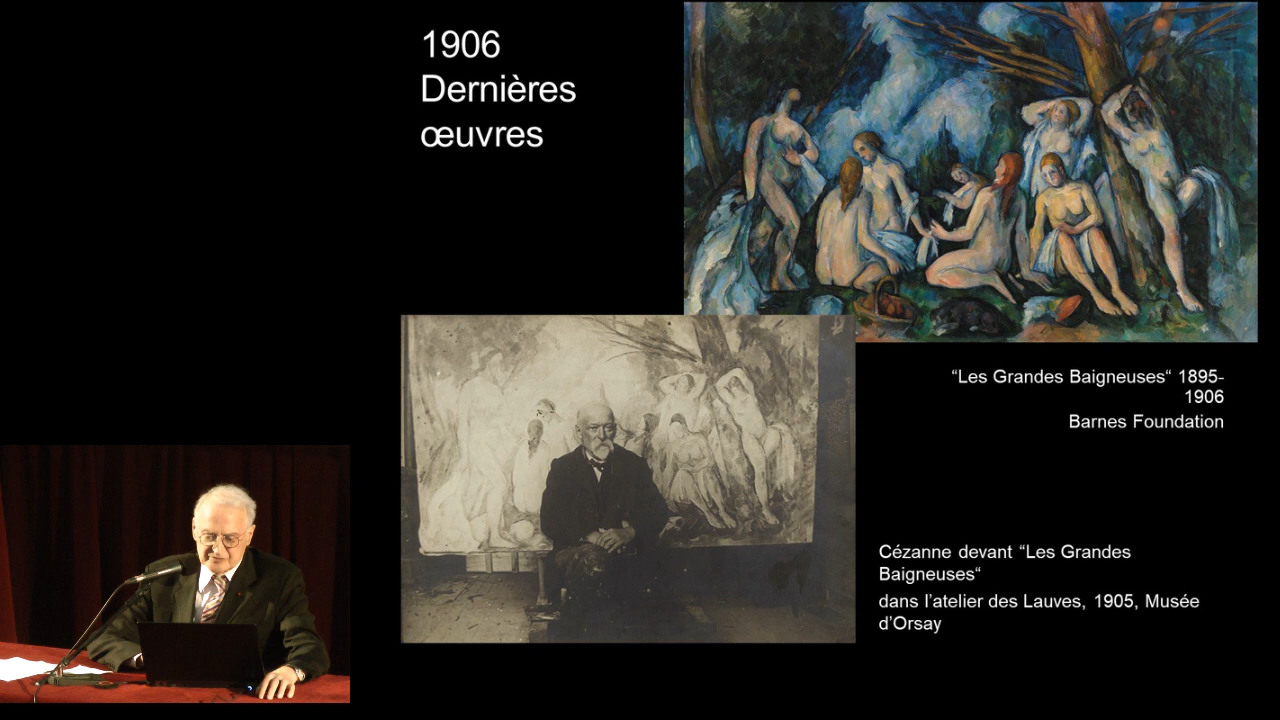 1906
Dernières
œuvres
“Les Grandes Baigneuses“ 1895-
1906
Barnes Foundation
Cézanne devant “Les Grandes
Baigneuses“
dans l’atelier des Lauves, 1905, Musée
d’Orsay